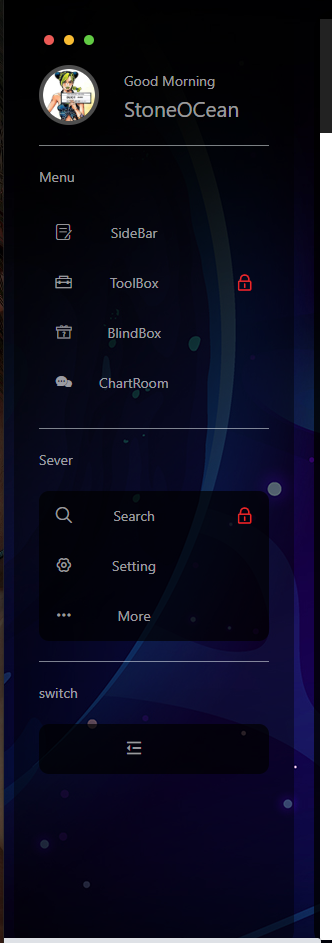 Good Morning
StoneOCean
Menu
SideBar
ToolBox
BlindBox
ChartRoom
Sever
Search
Setting
More
switch